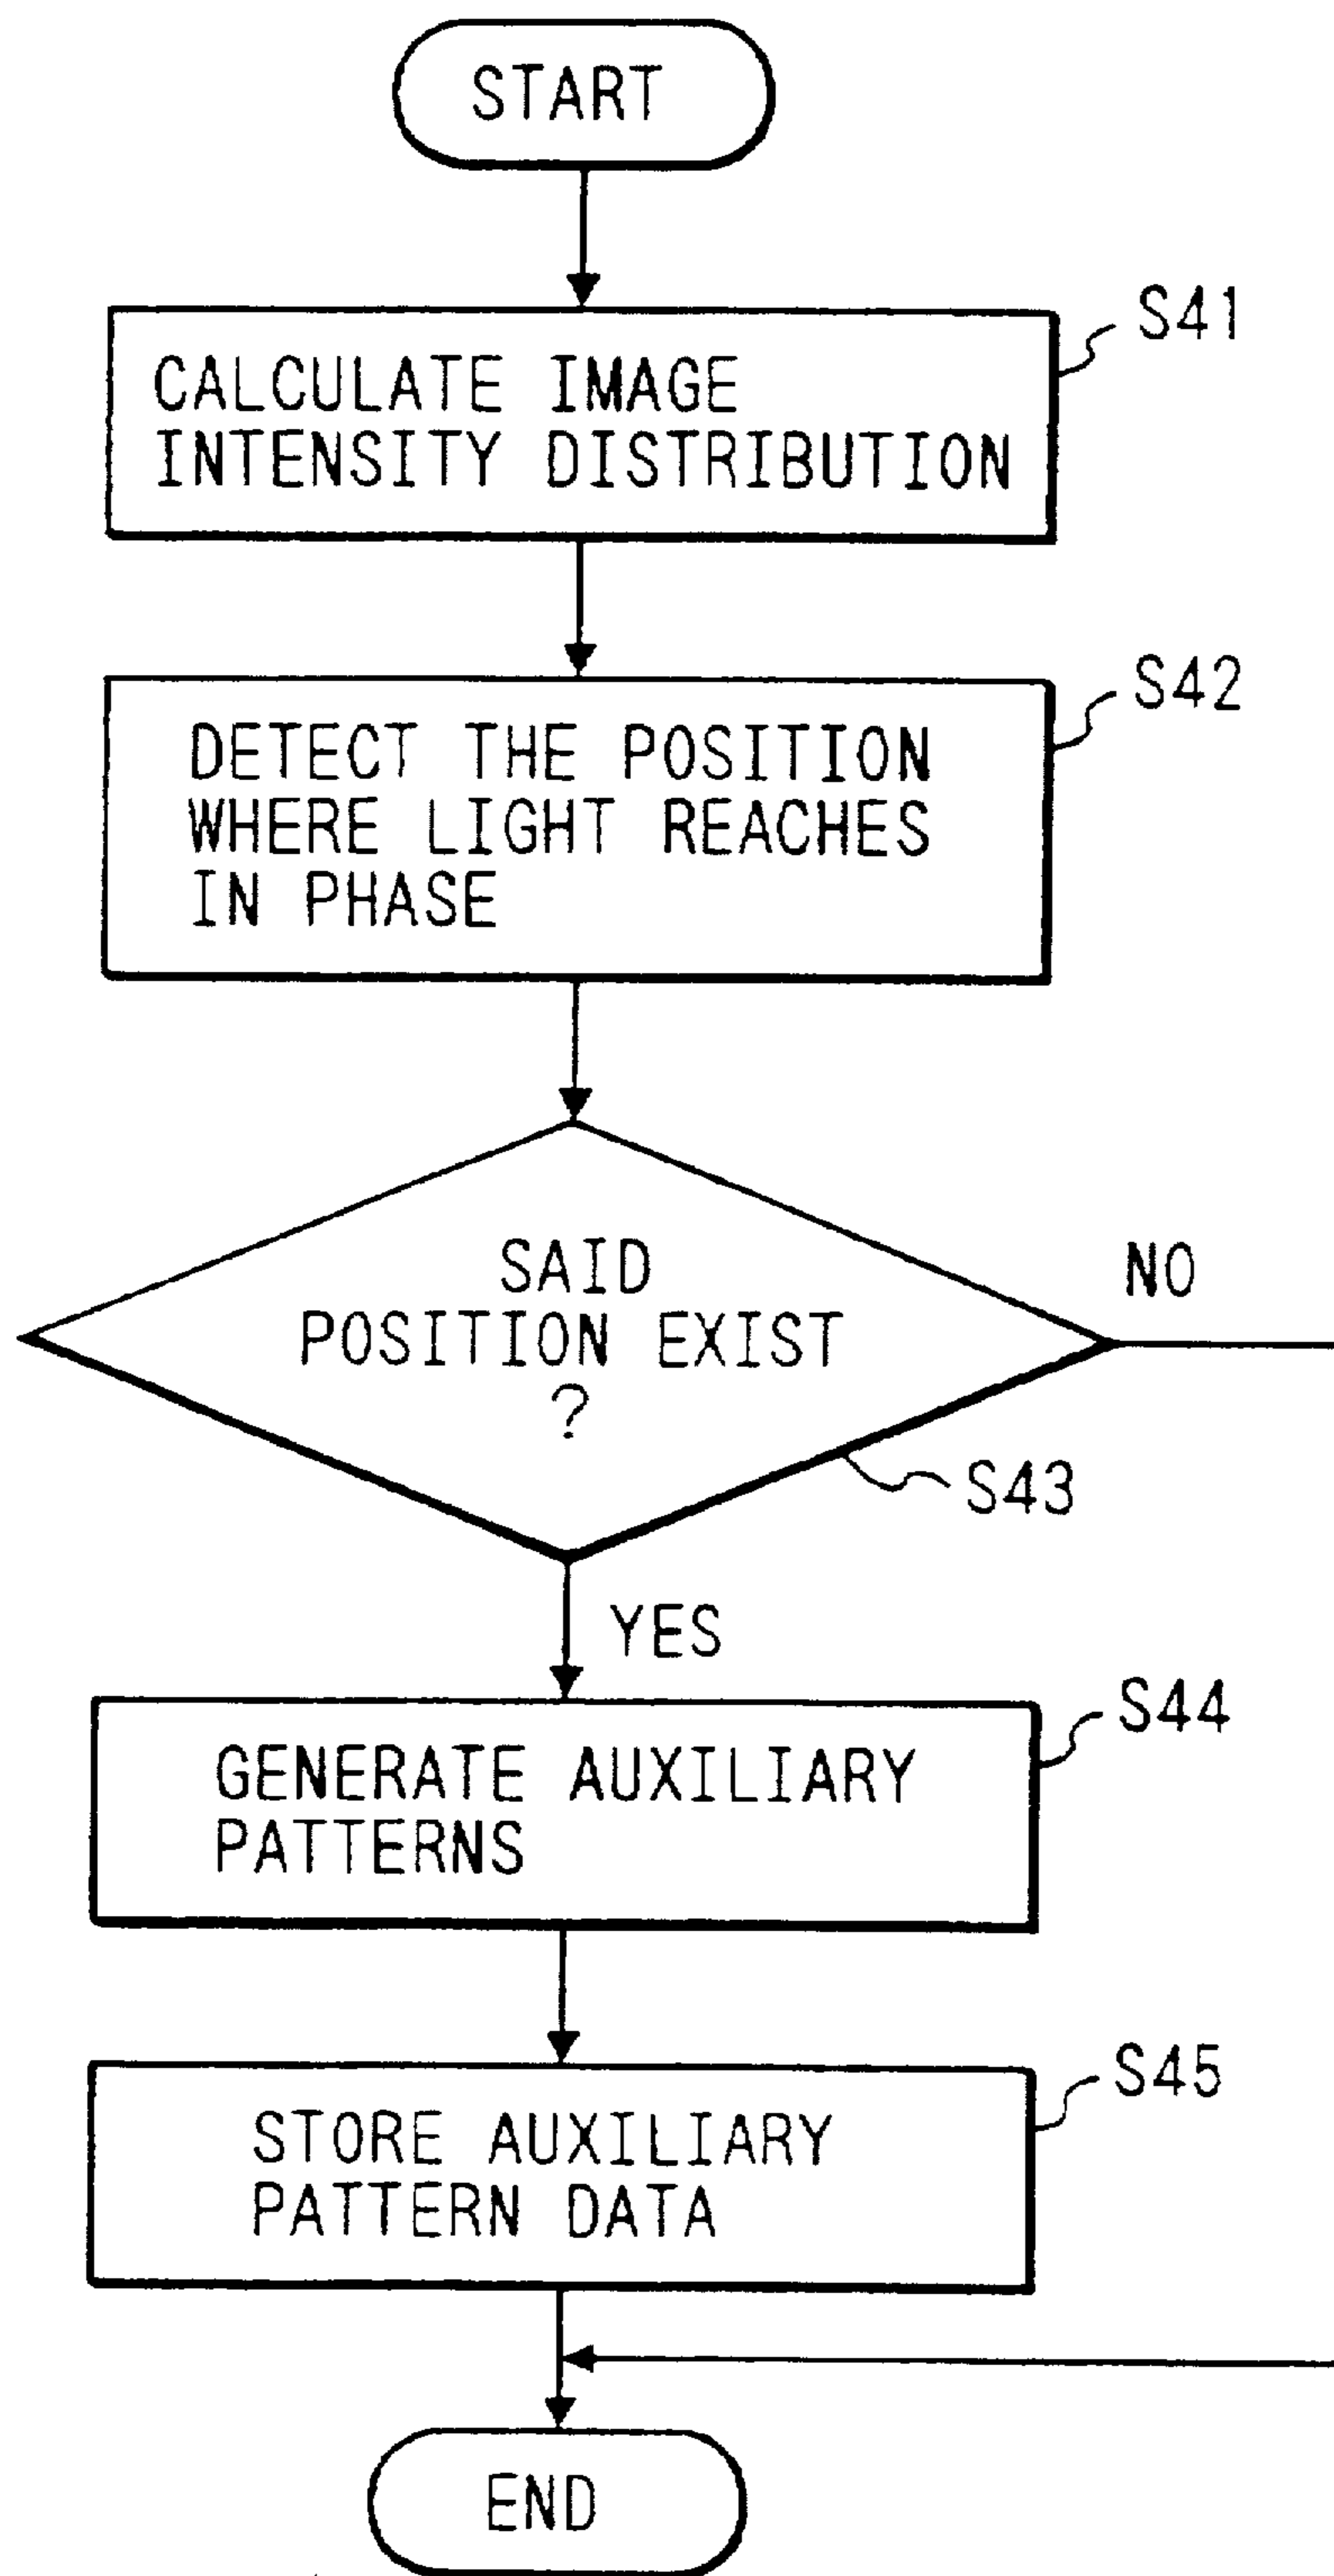 START
S41
CALCULATE IMAGE
INTENSITY DISTRIBUTION
S42
DETECT THE POSITION
WHERE LIGHT REACHES
IN PHASE
SAID
POSITION EXIST
?
NO
S43
YES
S44
GENERATE AUXILIARY
PATTERNS
S45
STORE AUXILIARY
PATTERN DATA
END